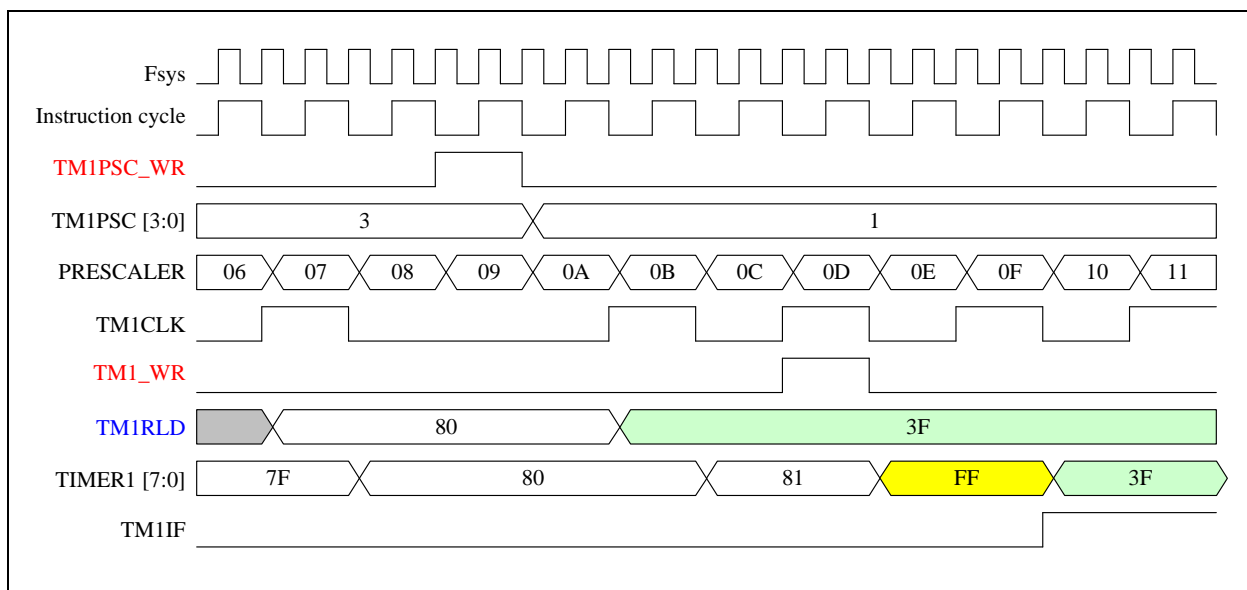 Fsys
Instruction cycle
TM1PSC_WR
TM1PSC [3:0] 3 1
PRESCALER 06 07 08 09 0A 0B 0C 0D 0E 0F 10 11
TM1CLK
TM1_WR
TM1RLD 80 3F
TIMER1 [7:0] 7F 80 81 FF 3F
TM1IF